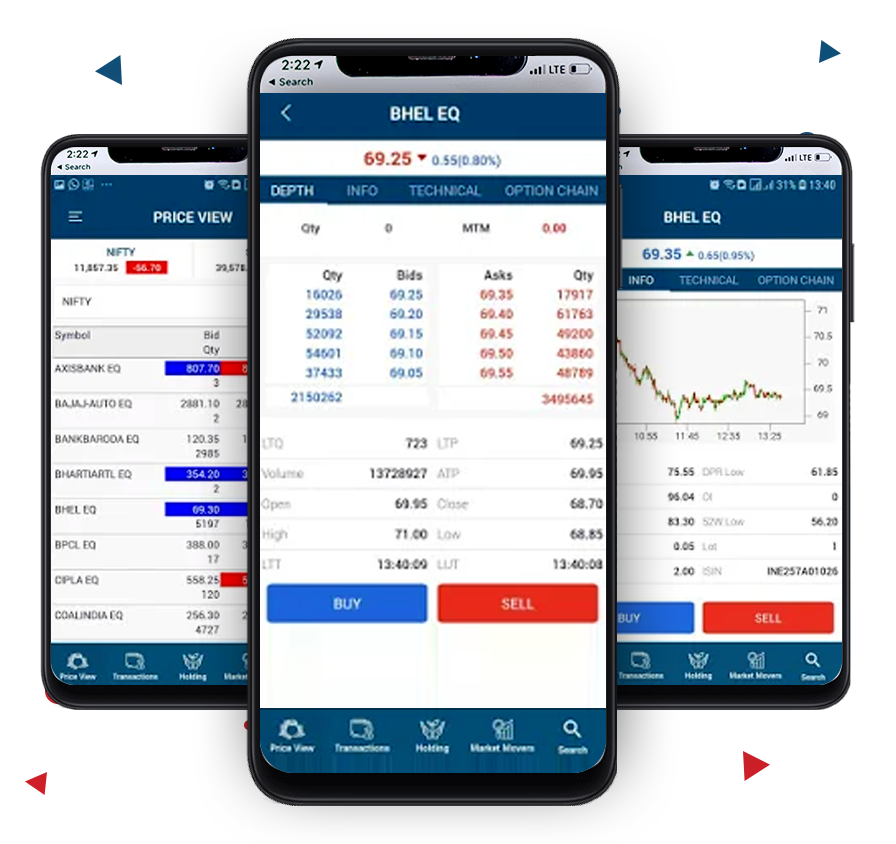 2:22
Search
PRICE VIEW
NIFTY
11,857.35 -56.70 39,578.
NIFTY
Symbol Bid
Qty
AXISBANK EQ 807.70 8
3
BAJAJ-AUTO EQ 2881.10 28
2
BANKBARODA EQ 120.35 1
2985
BHARTIARTL EQ 354.20 3
2
BHEL EQ 69.30
5197
BPCL EQ 388.00 3
17
CIPLA EQ 558.25 5
120
COALINDIA EQ 256.30 2
4727
Price View Transactions Holding Market
2:22 LTE
Search
BHEL EQ
69.25 0.55(0.80%)
DEPTH INFO TECHNICAL OPTION CHAIN
Qty 0 MTM 0.00
Qty Bids Asks Qty
16026 69.25 69.35 17917
29538 69.20 69.40 61763
52092 69.15 69.45 49200
54601 69.10 69.50 43860
37433 69.05 69.55 48789
2150262 3495645
LTQ 723 LTP 69.25
Volume 13728927 ATP 69.95
Open 69.95 Close 68.70
High 71.00 Low 68.85
LTT 13:40:09 LUT 13:40:08
BUY SELL
Price View Transactions Holding Market Movers Search
LTE
31% 13:40
BHEL EQ
69.35 0.65(0.95%)
INFO TECHNICAL OPTION CHAIN
71
70.5
70
69.5
69
10:55 11:45 12:35 13:25
75.55 DPR Low 61.85
96.04 OI 0
83.30 52W Low 56.20
0.05 Lot 1
2.00 ISIN INE257A01026
BUY SELL
Transactions Holding Market Movers Search